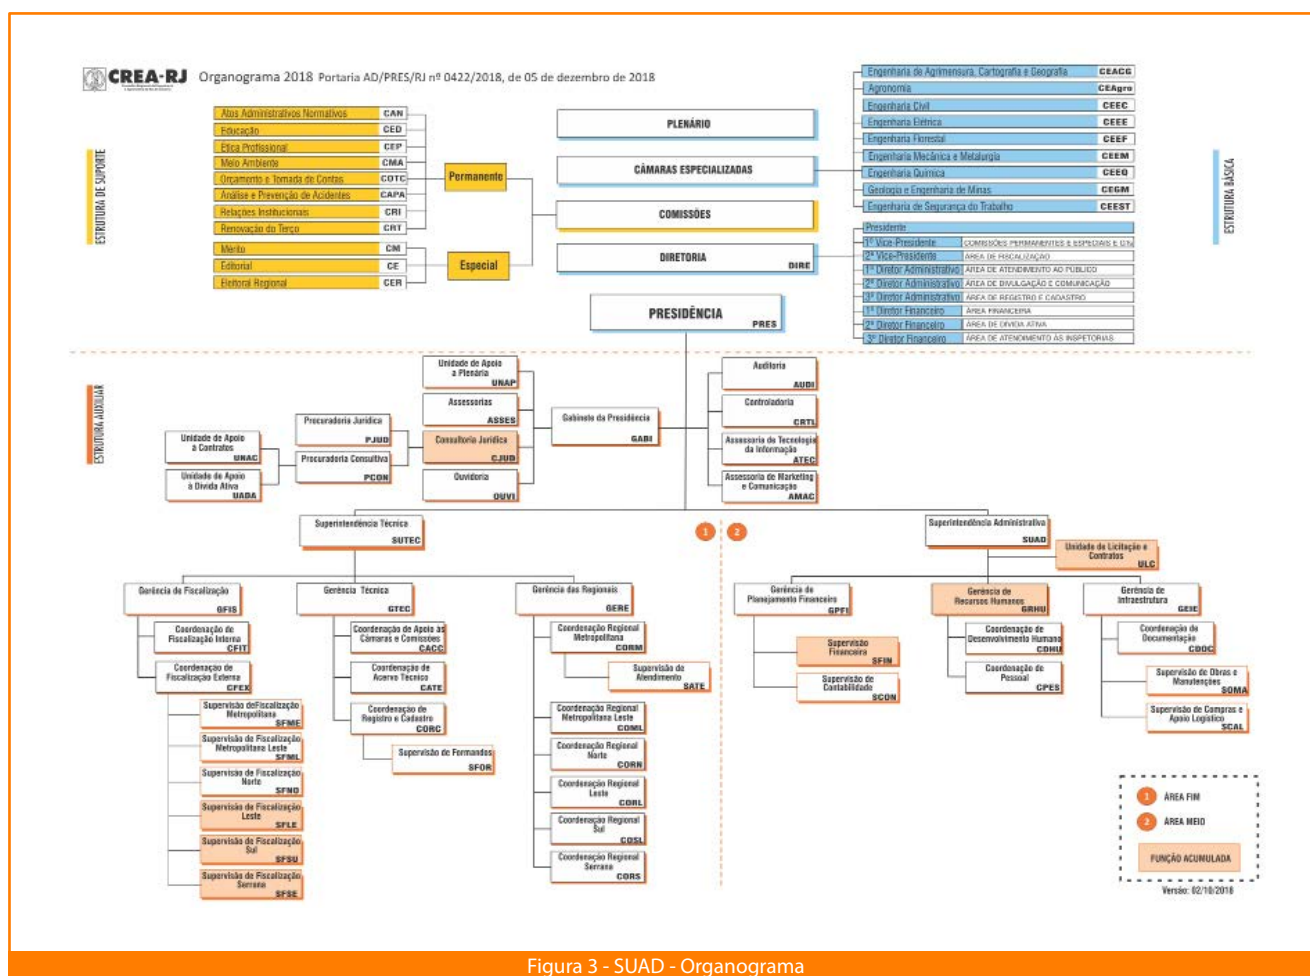 CREA-RJ Organograma 2018 Portaria AD/PRES/RJ nº 0422/2018, de 05 de dezembro de 2018
ESTRUTURA DE SUPORTE
Atos Administrativos Normativos CAN
Educação CED
Ética Profissional CEP
Meio Ambiente CMA
Orçamento e Tomada de Contas COTC
Análise e Prevenção de Acidentes CAPA
Relações Institucionais CRI
Renovação do Terço CRT
Permanente
Mérito CM
Editorial CE
Eleitoral Regional CER
Especial
PLENÁRIO
CÂMARAS ESPECIALIZADAS
COMISSÕES
DIRETORIA
DIRE
PRESIDÊNCIA
PRES
Engenharia de Agrimensura, Cartografia e Geografia CEACG
Agronomia CEAgro
Engenharia Civil CEEC
Engenharia Elétrica CEEE
Engenharia Florestal CEEF
Engenharia Mecânica e Metalurgia CEEM
Engenharia Química CEEQ
Geologia e Engenharia de Minas CEGM
Engenharia de Segurança do Trabalho CEEST
Presidente
1º Vice-Presidente COMISSÕES PERMANENTES E ESPECIAIS E
2º Vice-Presidente ÁREA DE FISCALIZAÇÃO
1º Diretor Administrativo ÁREA DE ATENDIMENTO AO PÚBLICO
2º Diretor Administrativo ÁREA DE DIVULGAÇÃO E COMUNICAÇÃO
3º Diretor Administrativo ÁREA DE REGISTRO E CADASTRO
1º Diretor Financeiro ÁREA FINANCEIRA
2º Diretor Financeiro ÁREA DE DÍVIDA ATIVA
3º Diretor Financeiro ÁREA DE ATENDIMENTO ÀS INSPETORIAS
ESTRUTURA BÁSICA
ESTRUTURA AUXILIAR
Unidade de Apoio
a Plenária
UNAP
Assessorias
ASSES
Consultoria Jurídica
CJUD
Ouvidoria
OUVI
Procuradoria Jurídica
PJUD
Procuradoria Consultiva
PCON
Unidade de Apoio
a Contratos
UNAC
Unidade de Apoio
à Dívida Ativa
UADA
Gabinete da Presidência
GABI
Auditoria
AUDI
Controladoria
CRTL
Assessoria de Tecnologia
da Informação
ATEC
Assessoria de Marketing
e Comunicação
AMAC
Superintendência Técnica
SUTEC
1
2
Superintendência Administrativa
SUAD
Unidade de Licitação e
Contratos
ULC
Gerência de Fiscalização
GFIS
Coordenação de
Fiscalização Interna
CFIT
Coordenação de
Fiscalização Externa
CFEX
Supervisão deFiscalização
Metropolitana
SFME
Supervisão de Fiscalização
Metropolitana Leste
SFML
Supervisão de Fiscalização
Norte
SFNO
Supervisão de Fiscalização
Leste
SFLE
Supervisão de Fiscalização
Sul
SFSU
Supervisão de Fiscalização
Serrana
SFSE
Gerência Técnica
GTEC
Coordenação de Apoio às
Câmaras e Comissões
CACC
Coordenação de
Acervo Técnico
CATE
Coordenação de
Registro e Cadastro
CORC
Supervisão de Formandos
SFOR
Gerência das Regionais
GERE
Coordenação Regional
Metropolitana
CORM
Supervisão de
Atendimento
SATE
Coordenação Regional
Metropolitana Leste
COML
Coordenação Regional
Norte
CORN
Coordenação Regional
Leste
CORL
Coordenação Regional
Sul
COSL
Coordenação Regional
Serrana
CORS
Gerência de
Planejamento Financeiro
GPFI
Supervisão
Financeira
SFIN
Supervisão de
Contabilidade
SCON
Gerência de
Recursos Humanos
GRHU
Coordenação de
Desenvolvimento Humano
CDHU
Coordenação de
Pessoal
CPES
Gerência de
Infraestrutura
GEIE
Coordenação de
Documentação
CDOC
Supervisão de Obras e
Manutenções
SOMA
Supervisão de Compras e
Apoio Logístico
SCAL
1 ÁREA FIM
2 ÁREA MEIO
FUNÇÃO ACUMULADA
Versão: 02/10/2018
Figura 3 - SUAD - Organograma